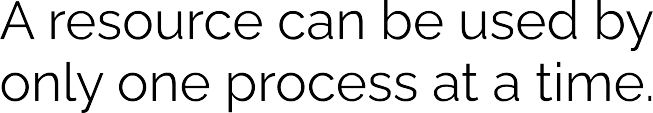 A resource can be used by
only one process at a time.